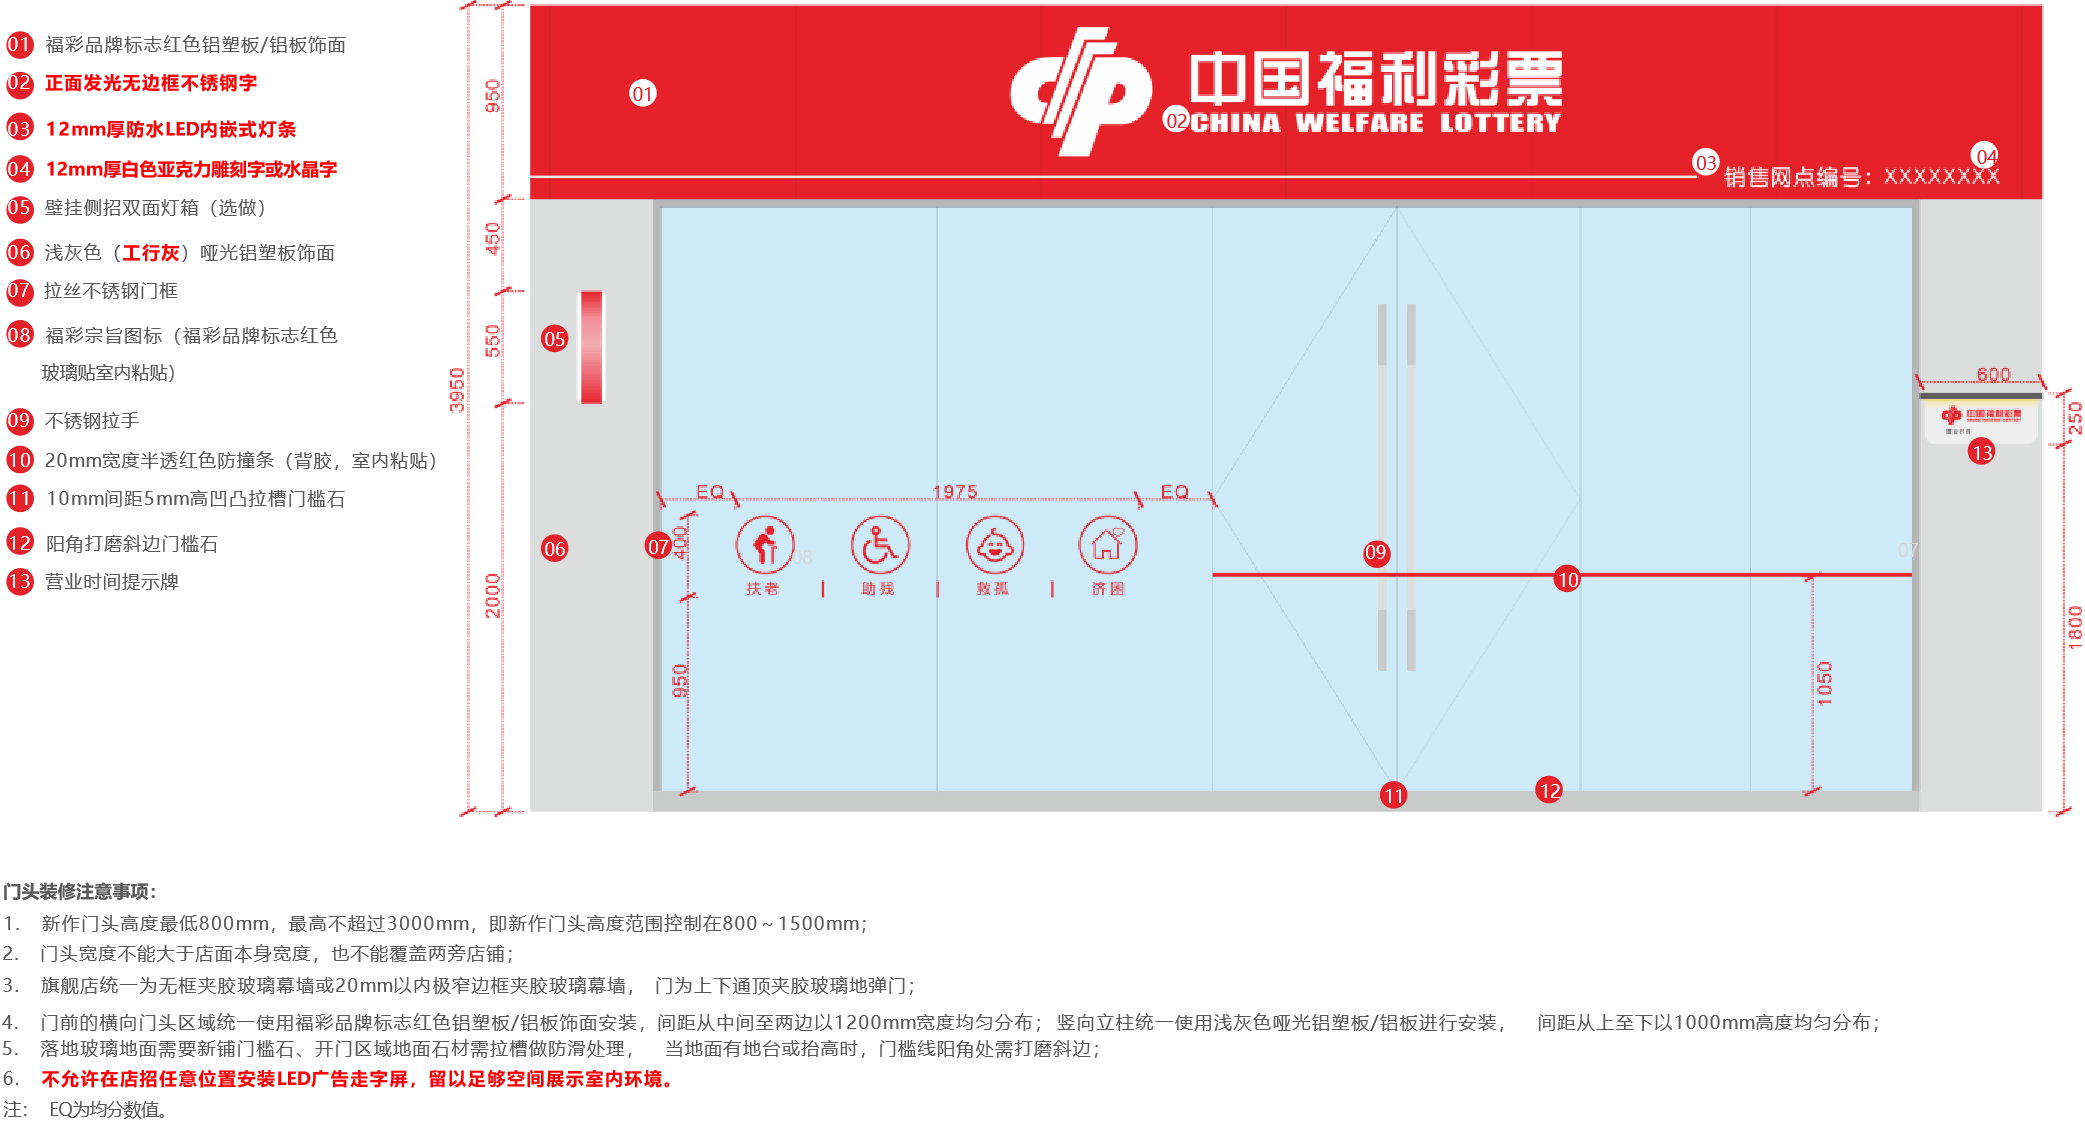 01 福彩品牌标志红色铝塑板/铝板饰面
02 正面发光无边框不锈钢字
03 12mm厚防水LED内嵌式灯条
04 12mm厚白色亚克力雕刻字或水晶字
05 壁挂侧招双面灯箱（选做）
06 浅灰色（工行灰）哑光铝塑板饰面
07 拉丝不锈钢门框
08 福彩宗旨图标（福彩品牌标志红色
玻璃贴室内粘贴）
09 不锈钢拉手
10 20mm宽度半透红色防撞条（背胶，室内粘贴）
11 10mm间距5mm高凹凸拉槽门槛石
12 阳角打磨斜边门槛石
13 营业时间提示牌
3950
950
450
550
2000
01
02
中国福利彩票
CHINA WELFARE LOTTERY
03
04
销售网点编号：XXXXXXXX
05
06
07
EQ
1975
EQ
400
950
08
扶老
助残
救孤
济困
09
10
11
12
07
1050
600
250
1800
中国福利彩票
13
门头装修注意事项：
1. 新作门头高度最低800mm，最高不超过3000mm，即新作门头高度范围控制在800～1500mm；
2. 门头宽度不能大于店面本身宽度，也不能覆盖两旁店铺；
3. 旗舰店统一为无框夹胶玻璃幕墙或20mm以内极窄边框夹胶玻璃幕墙， 门为上下通顶夹胶玻璃地弹门；
4. 门前的横向门头区域统一使用福彩品牌标志红色铝塑板/铝板饰面安装，间距从中间至两边以1200mm宽度均匀分布；竖向立柱统一使用浅灰色哑光铝塑板/铝板进行安装， 间距从上至下以1000mm高度均匀分布；
5. 落地玻璃地面需要新铺门槛石、开门区域地面石材需拉槽做防滑处理， 当地面有地台或抬高时，门槛线阳角处需打磨斜边；
6. 不允许在店招任意位置安装LED广告走字屏，留以足够空间展示室内环境。
注： EQ为均分数值。